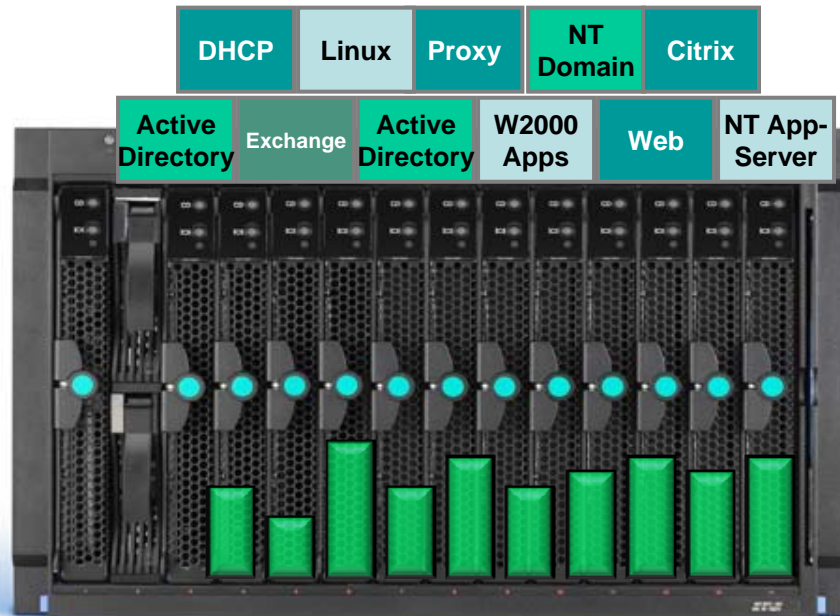 DHCP
Linux
Proxy
NT
Domain
Citrix
Active
Directory
Exchange
Active
Directory
W2000
Apps
Web
NT App-
Server